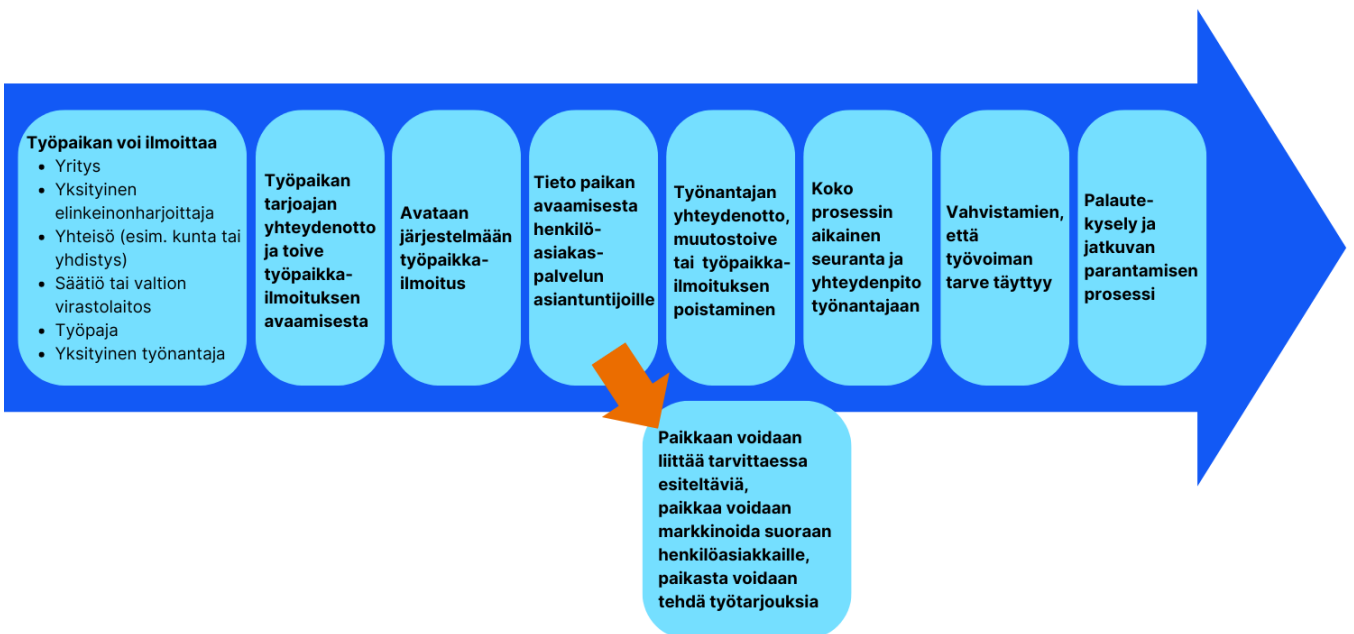 Työpaikan voi ilmoittaa
• Yritys
• Yksityinen
elinkeinonharjoittaja
• Yhteisö (esim. kunta tai
yhdistys)
• Säätiö tai valtion
virastolaitos
• Työpaja
• Yksityinen työnantaja
Työpaikan
tarjoajan
yhteydenotto
ja toive
työpaikka-
ilmoituksen
avaamisesta
Avataan
järjestelmään
työpaikka-
ilmoitus
Tieto paikan
avaamisesta
henkilö-
asiakas-
palvelun
asiantuntijoille
Työnantajan
yhteydenotto,
muutostoive
tai työpaikka-
ilmoituksen
poistaminen
Koko
prosessin
aikainen
seuranta ja
yhteydenpito
työnantajaan
Vahvistamien,
että
työvoiman
tarve täyttyy
Palaute-
kysely ja
jatkuvan
parantamisen
prosessi
Paikkaan voidaan
liittää tarvittaessa
esiteltäviä,
paikkaa voidaan
markkinoida suoraan
henkilöasiakkaille,
paikasta voidaan
tehdä työtarjouksia